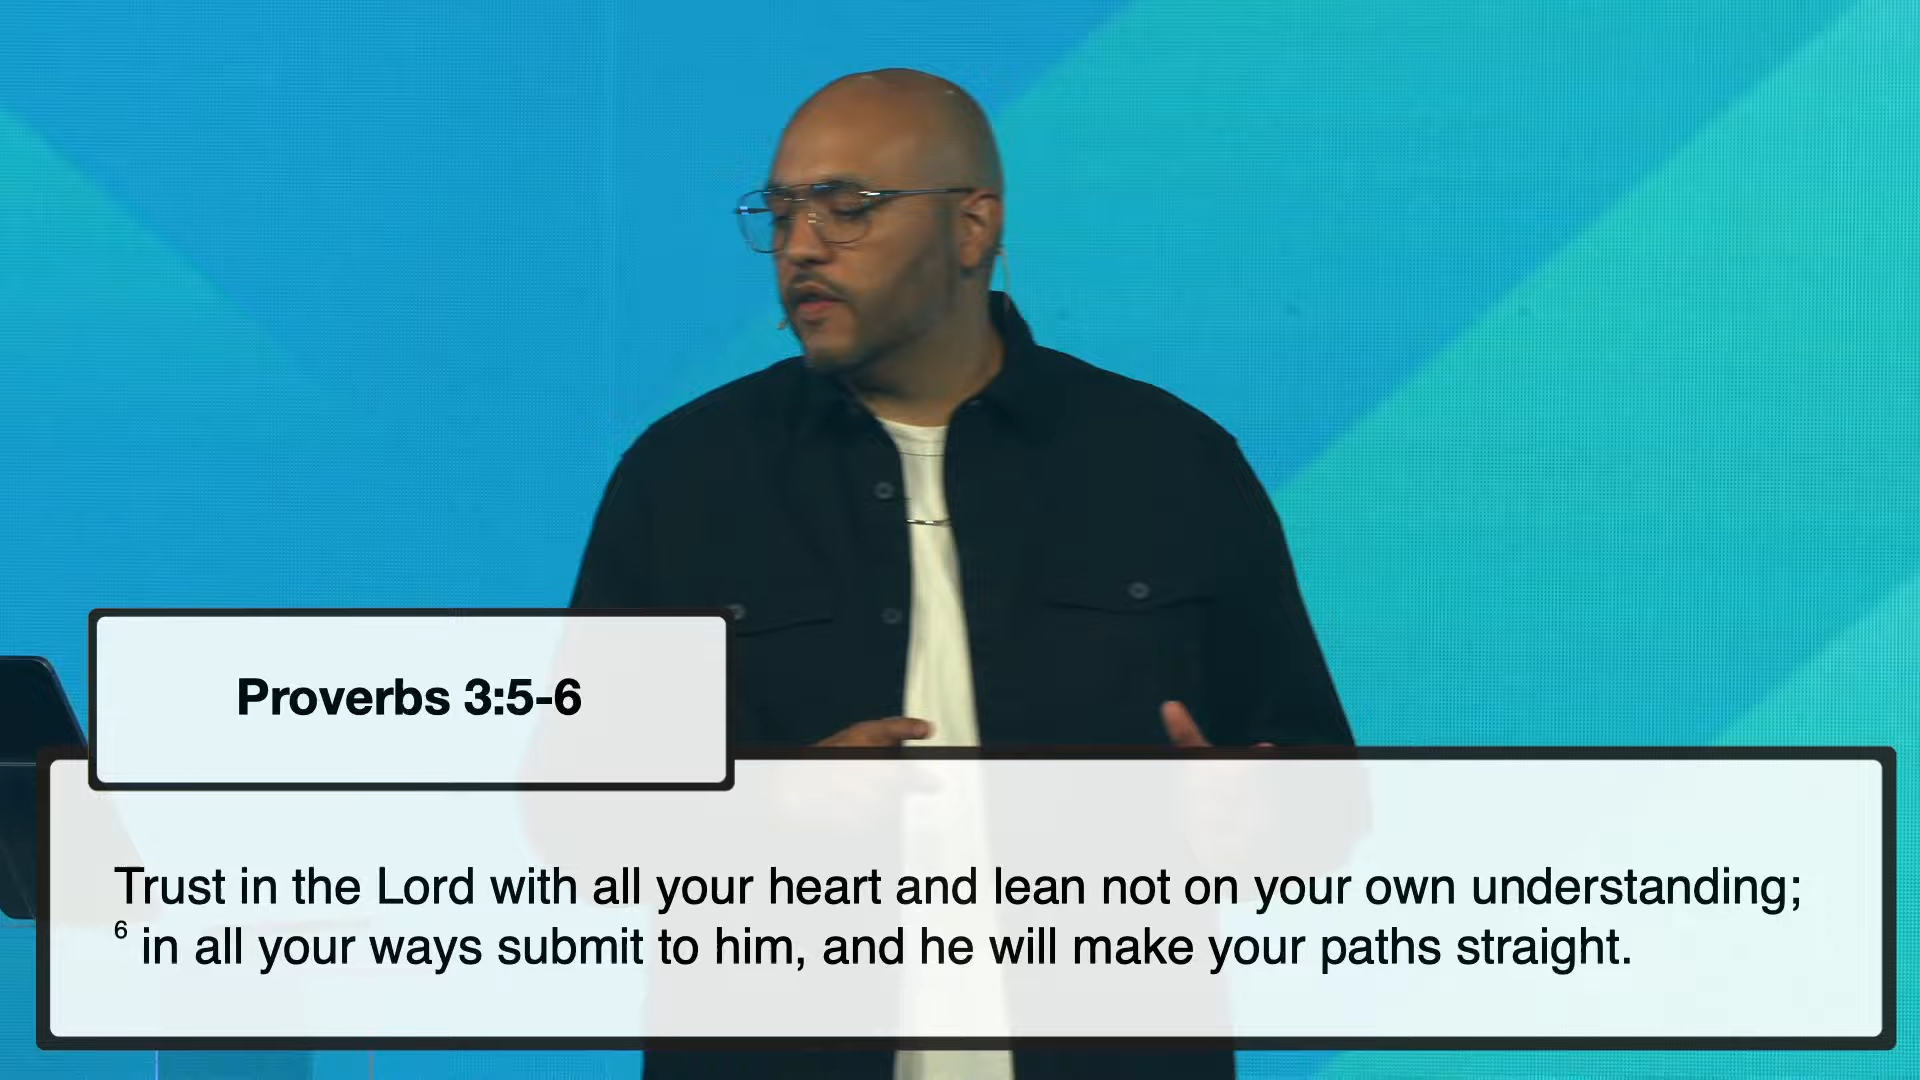 Proverbs 3:5-6
Trust in the Lord with all your heart and lean not on your own understanding;
6 in all your ways submit to him, and he will make your paths straight.